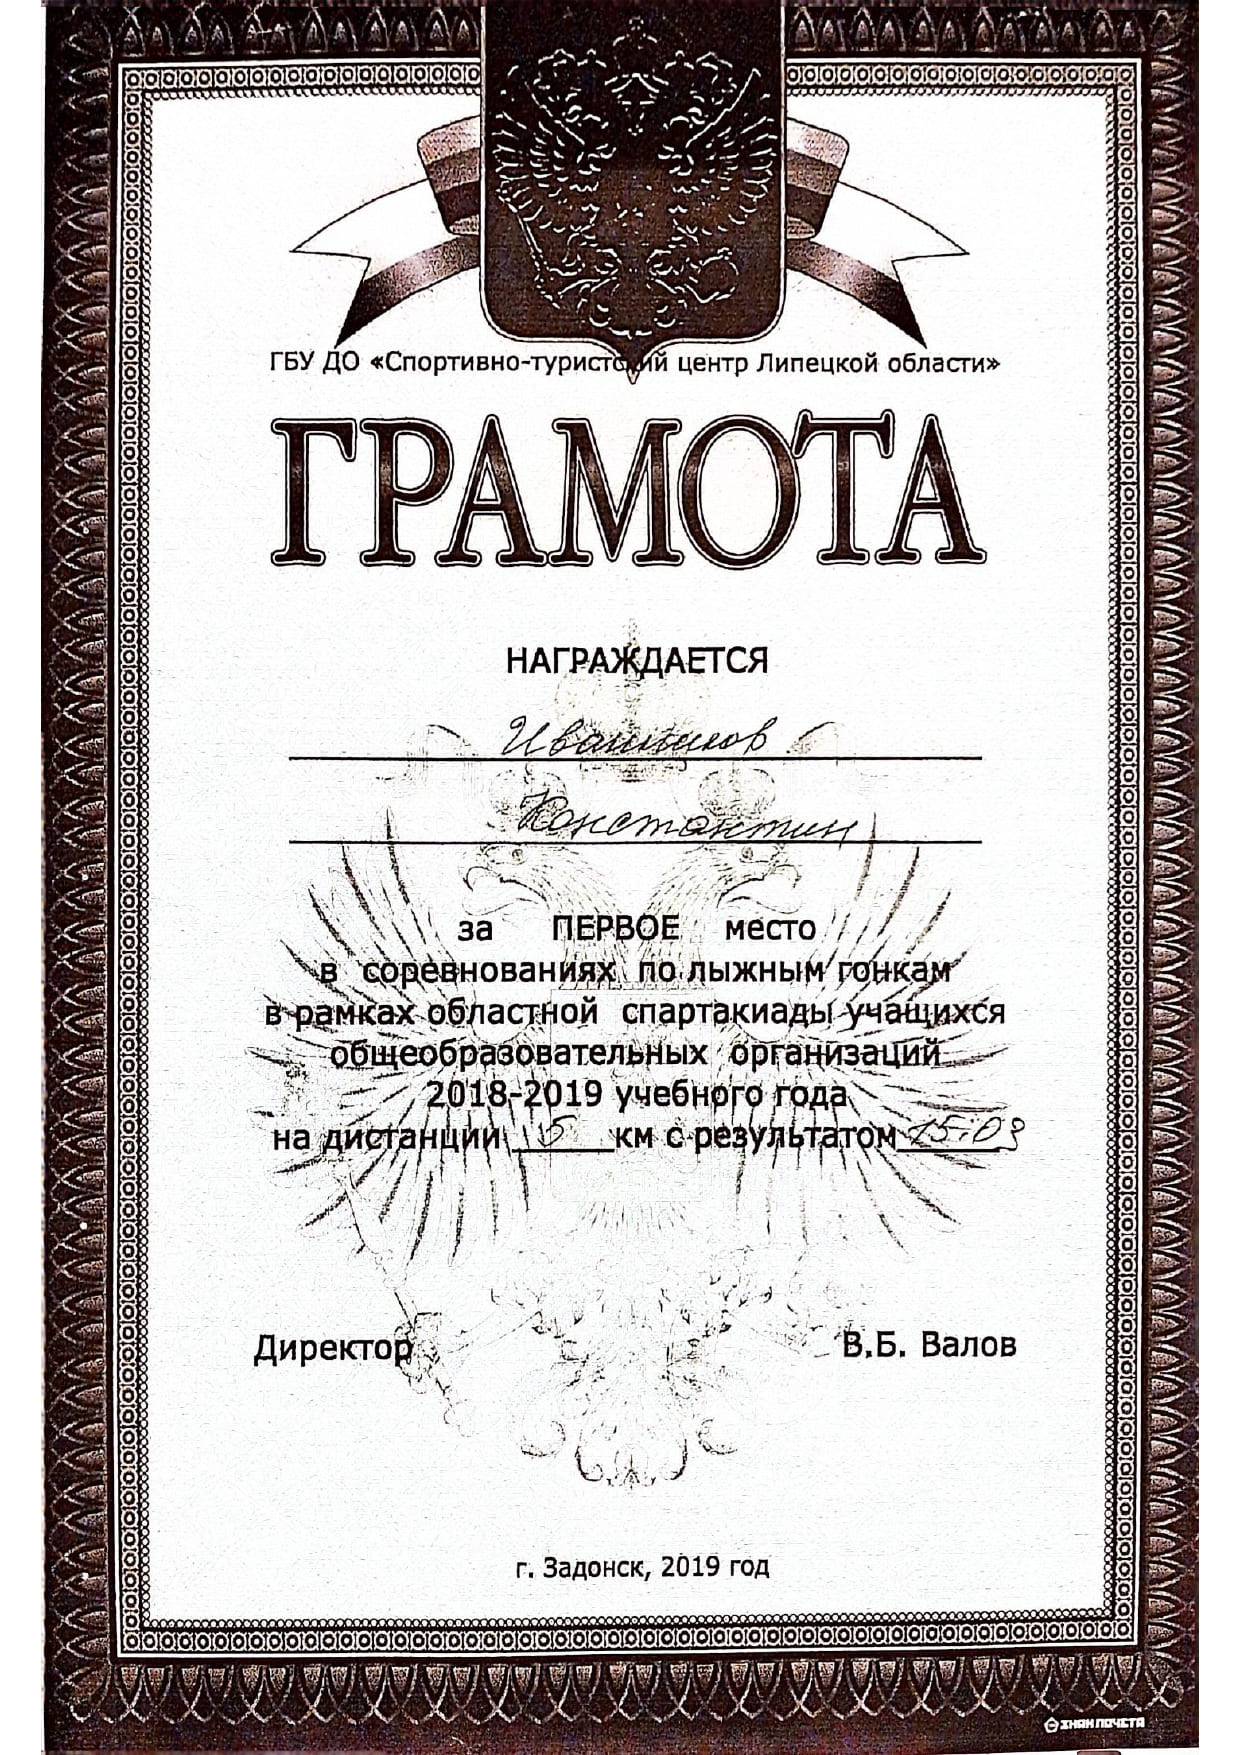 ГБУ ДО «Спортивно-туристский центр Липецкой области»
ГРАМОТА
НАГРАЖДАЕТСЯ
Иванников
Константин
за ПЕРВОЕ место
в соревнованиях по лыжным гонкам
в рамках областной спартакиады учащихся
общеобразовательных организаций
2018-2019 учебного года
на дистанции 5 км с результатом 15.03
Директор В.Б. Валов
г. Задонск, 2019 год
ЗНАК ПОЧЕТА